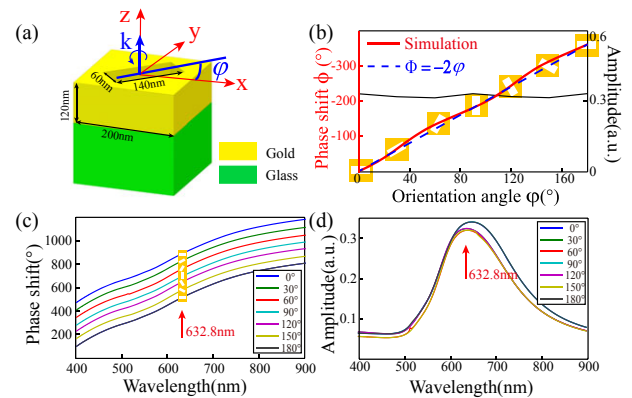 (a)
z
y
k
φ
x
60nm
140nm
120nm
200nm
Gold
Glass
(b)
Phase shift ϕ (°)
-300
-200
-100
0
Simulation
Φ=−2φ
0.6
0.3
0
Amplitude(a.u.)
0 60 120
Orientation angle φ(°)
(c)
Phase shift(°)
1000
800
600
400
200
0°
30°
60°
90°
120°
150°
180°
632.8nm
400 500 600 700 800 900
Wavelength(nm)
(d)
Amplitude(a.u.)
0.3
0.2
0.1
0°
30°
60°
90°
120°
150°
180°
632.8nm
400 500 600 700 800 900
Wavelength(nm)